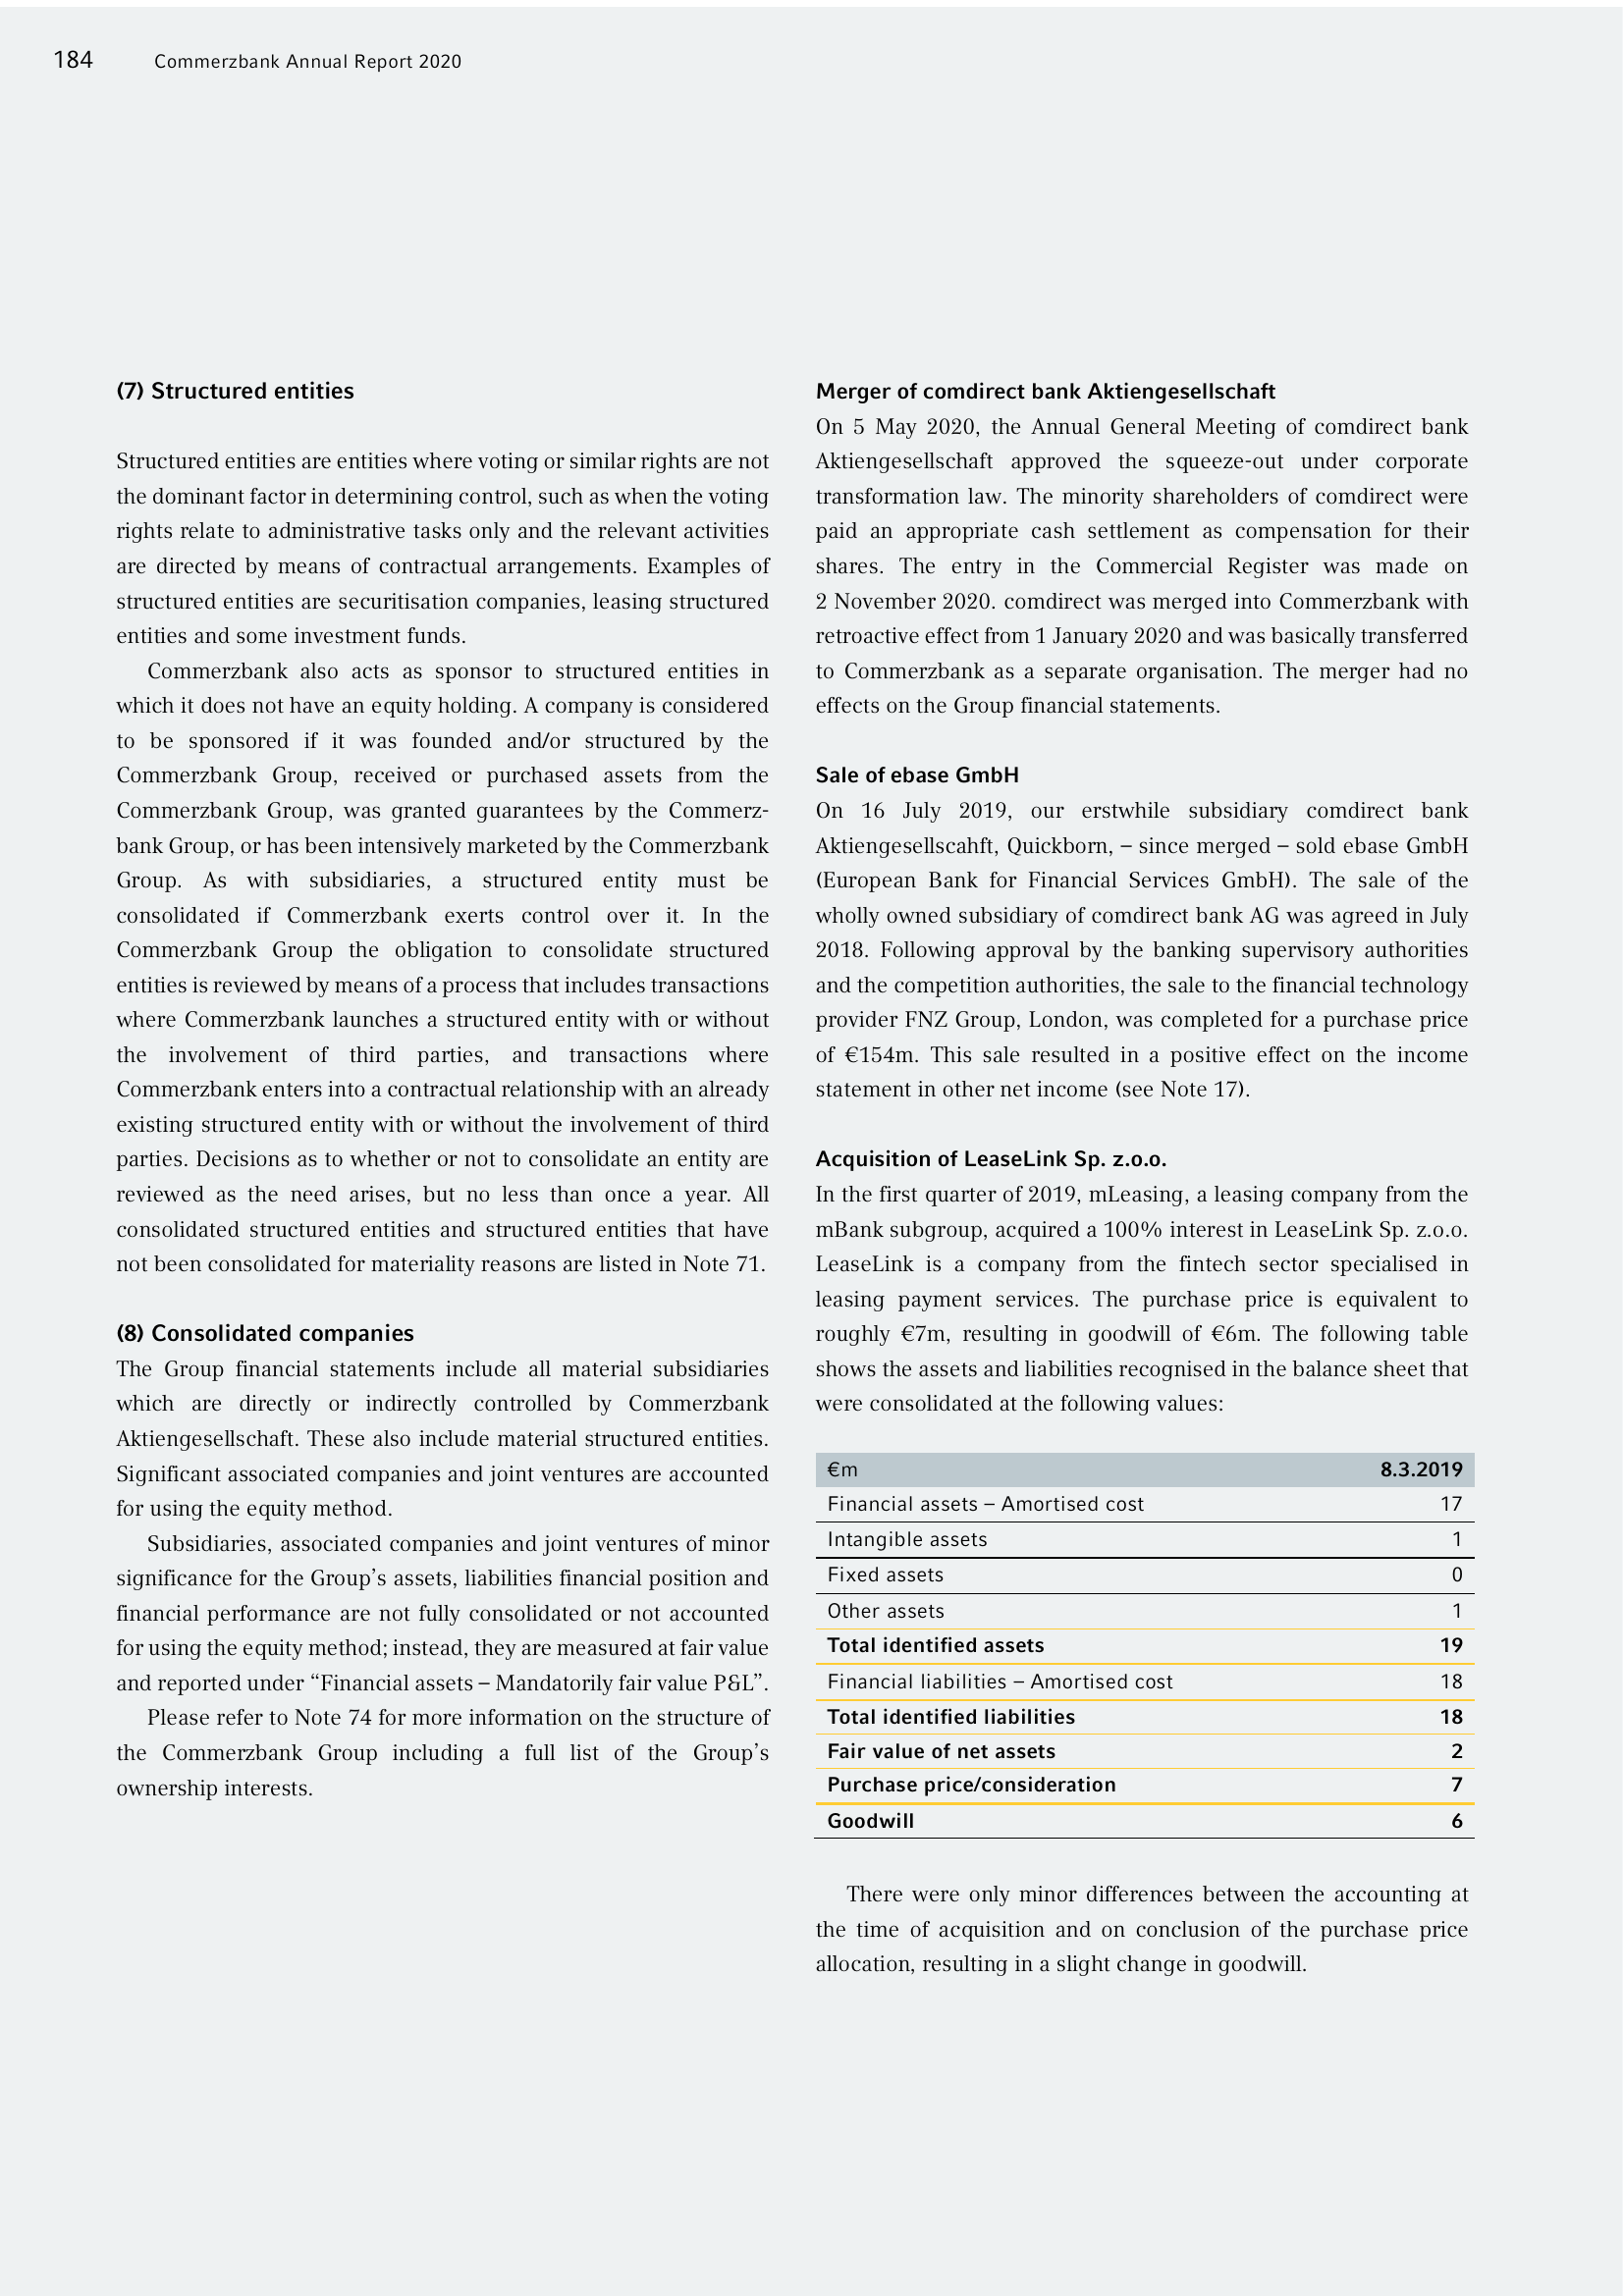 184 Commerzbank Annual Report 2020
(7) Structured entities
Structured entities are entities where voting or similar rights are not
the dominant factor in determining control, such as when the voting
rights relate to administrative tasks only and the relevant activities
are directed by means of contractual arrangements. Examples of
structured entities are securitisation companies, leasing structured
entities and some investment funds.
Commerzbank also acts as sponsor to structured entities in
which it does not have an equity holding. A company is considered
to be sponsored if it was founded and/or structured by the
Commerzbank Group, received or purchased assets from the
Commerzbank Group, was granted guarantees by the Commerz-
bank Group, or has been intensively marketed by the Commerzbank
Group. As with subsidiaries, a structured entity must be
consolidated if Commerzbank exerts control over it. In the
Commerzbank Group the obligation to consolidate structured
entities is reviewed by means of a process that includes transactions
where Commerzbank launches a structured entity with or without
the involvement of third parties, and transactions where
Commerzbank enters into a contractual relationship with an already
existing structured entity with or without the involvement of third
parties. Decisions as to whether or not to consolidate an entity are
reviewed as the need arises, but no less than once a year. All
consolidated structured entities and structured entities that have
not been consolidated for materiality reasons are listed in Note 71.
(8) Consolidated companies
The Group financial statements include all material subsidiaries
which are directly or indirectly controlled by Commerzbank
Aktiengesellschaft. These also include material structured entities.
Significant associated companies and joint ventures are accounted
for using the equity method.
Subsidiaries, associated companies and joint ventures of minor
significance for the Group’s assets, liabilities financial position and
financial performance are not fully consolidated or not accounted
for using the equity method; instead, they are measured at fair value
and reported under “Financial assets – Mandatorily fair value P&L”.
Please refer to Note 74 for more information on the structure of
the Commerzbank Group including a full list of the Group’s
ownership interests.
Merger of comdirect bank Aktiengesellschaft
On 5 May 2020, the Annual General Meeting of comdirect bank
Aktiengesellschaft approved the squeeze-out under corporate
transformation law. The minority shareholders of comdirect were
paid an appropriate cash settlement as compensation for their
shares. The entry in the Commercial Register was made on
2 November 2020. comdirect was merged into Commerzbank with
retroactive effect from 1 January 2020 and was basically transferred
to Commerzbank as a separate organisation. The merger had no
effects on the Group financial statements.
Sale of ebase GmbH
On 16 July 2019, our erstwhile subsidiary comdirect bank
Aktiengesellscahft, Quickborn, – since merged – sold ebase GmbH
(European Bank for Financial Services GmbH). The sale of the
wholly owned subsidiary of comdirect bank AG was agreed in July
2018. Following approval by the banking supervisory authorities
and the competition authorities, the sale to the financial technology
provider FNZ Group, London, was completed for a purchase price
of €154m. This sale resulted in a positive effect on the income
statement in other net income (see Note 17).
Acquisition of LeaseLink Sp. z.o.o.
In the first quarter of 2019, mLeasing, a leasing company from the
mBank subgroup, acquired a 100% interest in LeaseLink Sp. z.o.o.
LeaseLink is a company from the fintech sector specialised in
leasing payment services. The purchase price is equivalent to
roughly €7m, resulting in goodwill of €6m. The following table
shows the assets and liabilities recognised in the balance sheet that
were consolidated at the following values:
€m 8.3.2019
Financial assets – Amortised cost 17
Intangible assets 1
Fixed assets 0
Other assets 1
Total identified assets 19
Financial liabilities – Amortised cost 18
Total identified liabilities 18
Fair value of net assets 2
Purchase price/consideration 7
Goodwill 6
There were only minor differences between the accounting at
the time of acquisition and on conclusion of the purchase price
allocation, resulting in a slight change in goodwill.